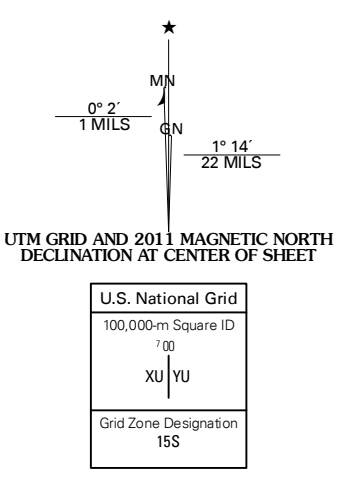 MN
0° 2´
1 MILS
GN
1° 14´
22 MILS
UTM GRID AND 2011 MAGNETIC NORTH
DECLINATION AT CENTER OF SHEET
U.S. National Grid
100,000-m Square ID
7 00
XU YU
Grid Zone Designation
15S